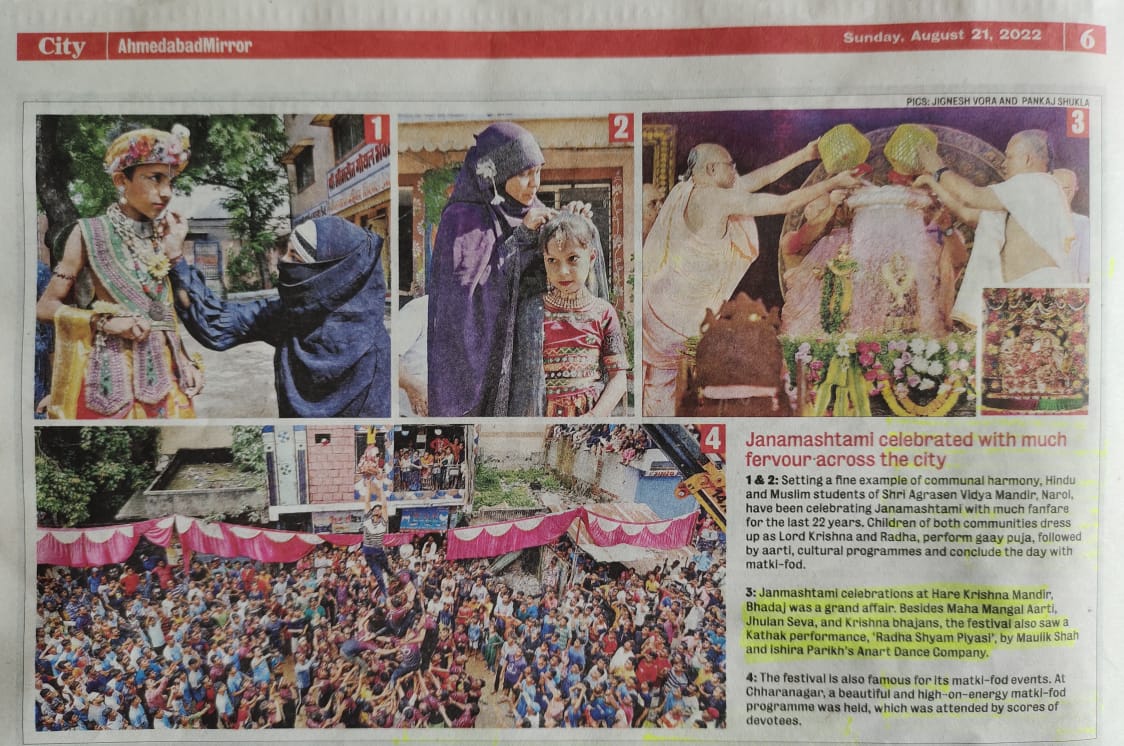 City
AhmedabadMirror
Sunday, August 21, 2022
6
PICS: JIGNESH VORA AND PANKAJ SHUKLA
1
2
3
4
Janamashtami celebrated with much
fervour across the city
1 & 2: Setting a fine example of communal harmony, Hindu
and Muslim students of Shri Agrasen Vidya Mandir, Narol,
have been celebrating Janamashtami with much fanfare
for the last 22 years. Children of both communities dress
up as Lord Krishna and Radha, perform gaay puja, followed
by aarti, cultural programmes and conclude the day with
matki-fod.
3: Janmashtami celebrations at Hare Krishna Mandir,
Bhadaj was a grand affair. Besides Maha Mangal Aarti,
Jhulan Seva, and Krishna bhajans, the festival also saw a
Kathak performance, 'Radha Shyam Piyasi', by Maulik Shah
and Ishira Parikh's Anart Dance Company.
4: The festival is also famous for its matki-fod events. At
Chharanagar, a beautiful and high-on-energy matki-fod
programme was held, which was attended by scores of
devotees.